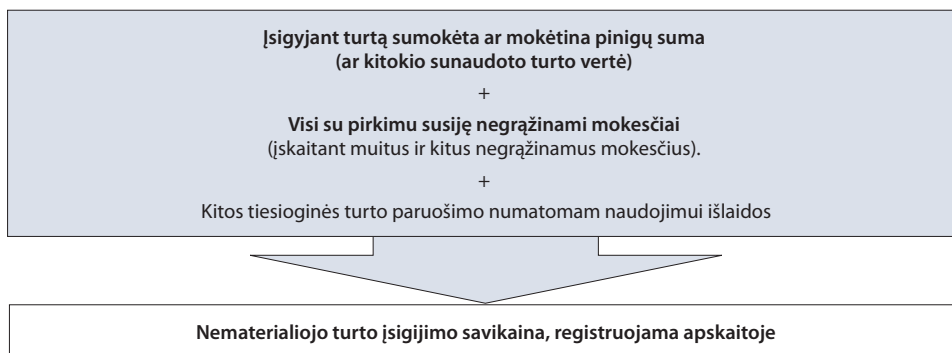 Įsigyjant turtą sumokėta ar mokėtina pinigų suma
(ar kitokio sunaudoto turto vertė)
+
Visi su pirkimu susiję negrąžinami mokesčiai
(įskaitant muitus ir kitus negrąžinamus mokesčius).
+
Kitos tiesioginės turto paruošimo numatomam naudojimui išlaidos
Nematerialiojo turto įsigijimo savikaina, registruojama apskaitoje